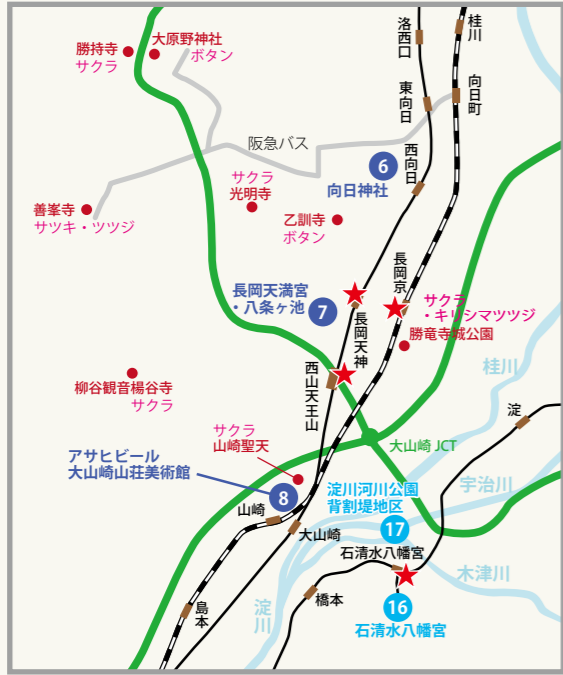 洛西口
桂川
勝持寺
サクラ
大原野神社
ボタン
東向日
向日町
阪急バス
西向日
6
向日神社
サクラ
光明寺
善峯寺
サツキ・ツツジ
乙訓寺
ボタン
長岡天満宮
・八条ヶ池
7
長岡京
サクラ
・キリシマツツジ
勝竜寺城公園
長岡天神
桂川
柳谷観音楊谷寺
サクラ
西山天王山
淀
サクラ
山崎聖天
大山崎 JCT
アサヒビール
大山崎山荘美術館
8
淀川河川公園
背割堤地区
宇治川
17
山崎
大山崎
石清水八幡宮
木津川
島本
淀川
橋本
16
石清水八幡宮